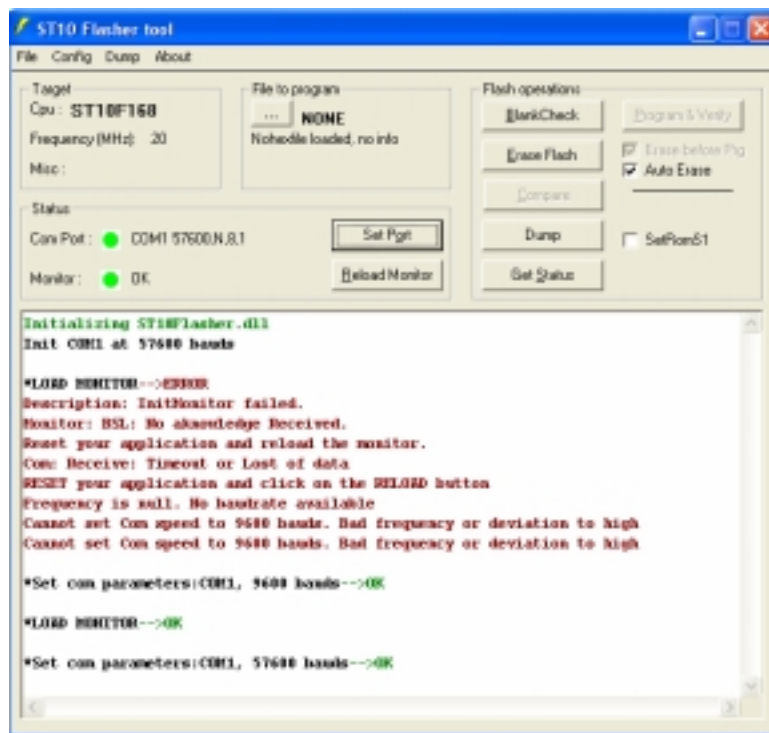 ST10 Flasher tool
File Config Dump About
Target
Cpu : ST10F168
Frequency (MHz) 20
Misc :
File to program
... NONE
No hexfile loaded, no info
Flash operations
BlankCheck
Program & Verify
Erase Flash
Erase before Prg
Auto Erase
Compare
Dump
SetRomS1
Get Status
Status
Com Port : COM1 57600,N,8,1
Set Port
Monitor : OK
Reload Monitor
Initializing ST10Flasher.dll
Init COM1 at 57600 bauds
*LOAD MONITOR-->ERROR
Description: InitMonitor failed.
Monitor: BSL: No aknowledge Received.
Reset your application and reload the monitor.
Com: Receive: Timeout or Lost of data
RESET your application and click on the RELOAD button
Frequency is null. No baudrate available
Cannot set Com speed to 9600 bauds. Bad frequency or deviation to high
Cannot set Com speed to 9600 bauds. Bad frequency or deviation to high
*Set com parameters:COM1, 9600 bauds-->OK
*LOAD MONITOR-->OK
*Set com parameters:COM1, 57600 bauds-->OK